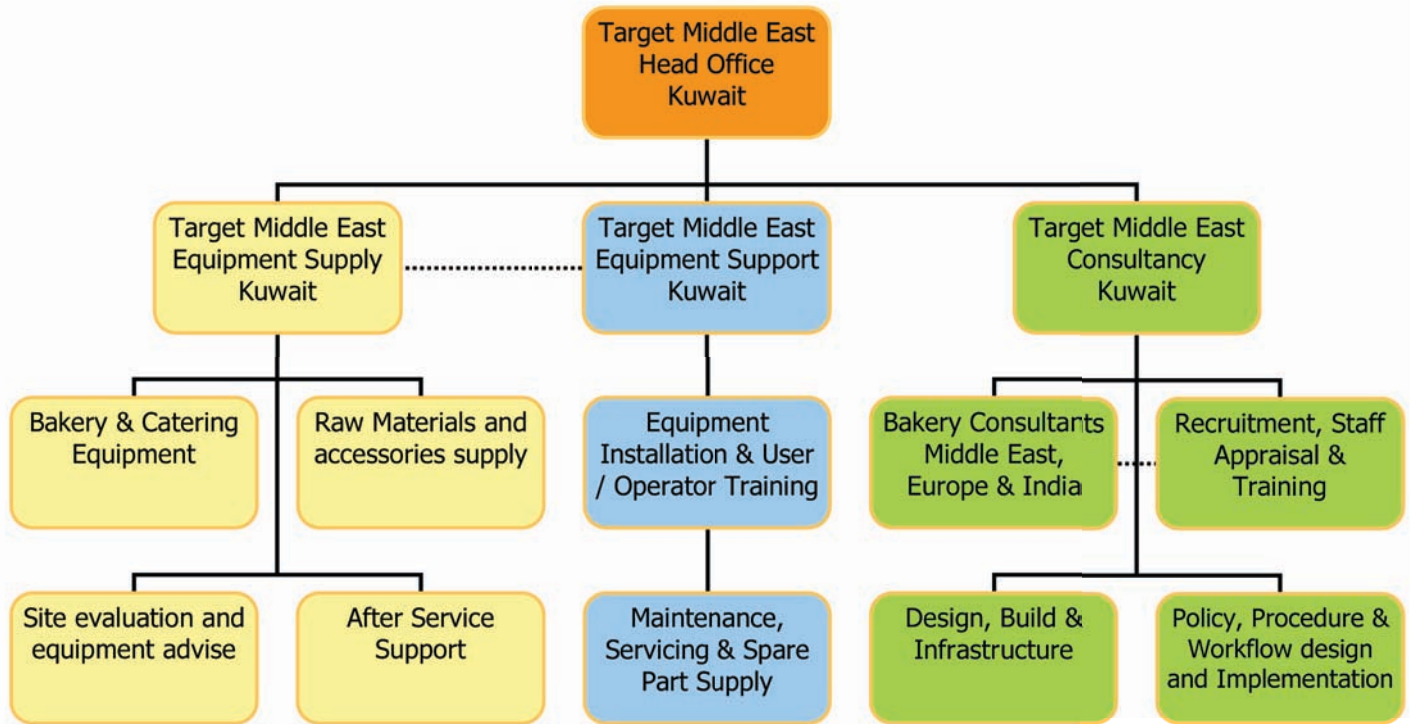 Target Middle East
Head Office
Kuwait
Target Middle East
Equipment Supply
Kuwait
Target Middle East
Equipment Support
Kuwait
Target Middle East
Consultancy
Kuwait
Bakery & Catering
Equipment
Raw Materials and
accessories supply
Equipment
Installation & User
/ Operator Training
Bakery Consultants
Middle East,
Europe & India
Recruitment, Staff
Appraisal &
Training
Site evaluation and
equipment advise
After Service
Support
Maintenance,
Servicing & Spare
Part Supply
Design, Build &
Infrastructure
Policy, Procedure &
Workflow design
and Implementation